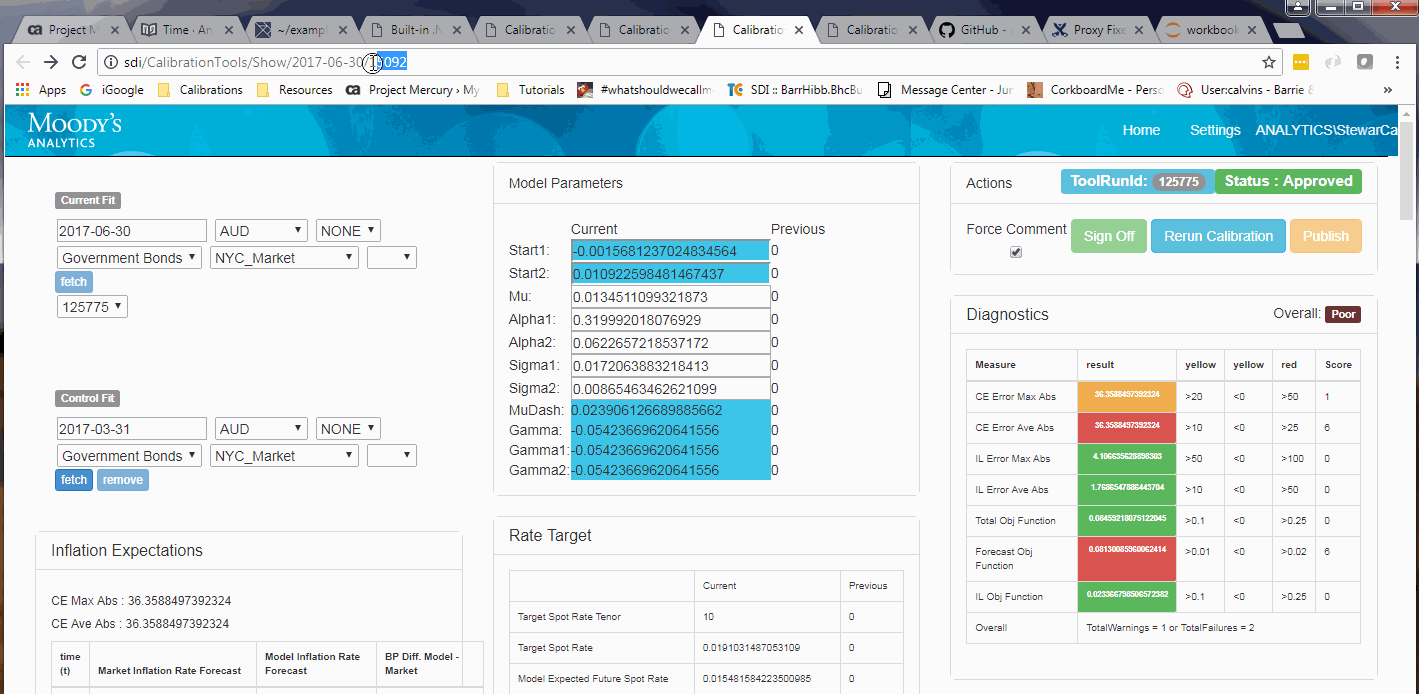 Project M
Time · An
~/exampl
Built-in .N
Calibratio
Calibratio
Calibratio
Calibratio
GitHub - c
Proxy Fixe
workbook
sdi/CalibrationTools/Show/2017-06-30/15092
Apps iGoogle Calibrations Resources Project Mercury › My Tutorials #whatshouldwecallm SDI :: BarrHibb.BhcBu Message Center - Jun CorkboardMe - Perso User:calvins - Barrie & »
MOODY'S
ANALYTICS
Home Settings ANALYTICS\StewarCa
Current Fit
2017-06-30 AUD NONE
Government Bonds NYC_Market
fetch
125775
Control Fit
2017-03-31 AUD NONE
Government Bonds NYC_Market
fetch remove
Inflation Expectations
CE Max Abs : 36.3588497392324
CE Ave Abs : 36.3588497392324
time (t) Market Inflation Rate Forecast Model Inflation Rate Forecast BP Diff. Model - Market
Model Parameters
Current Previous
Start1: -0.0015681237024834564 0
Start2: 0.010922598481467437 0
Mu: 0.0134511099321873 0
Alpha1: 0.319992018076929 0
Alpha2: 0.0622657218537172 0
Sigma1: 0.0172063883218413 0
Sigma2: 0.00865463462621099 0
MuDash: 0.023906126689885662 0
Gamma: -0.05423669620641556 0
Gamma1: -0.05423669620641556 0
Gamma2: -0.05423669620641556 0
Rate Target
Current Previous
Target Spot Rate Tenor 10 0
Target Spot Rate 0.0191031487053109 0
Model Expected Future Spot Rate 0.015481584223500985 0
Actions ToolRunId: 125775 Status : Approved
Force Comment Sign Off Rerun Calibration Publish
Diagnostics Overall: Poor
Measure result yellow yellow red Score
CE Error Max Abs 36.3588497392324 >20 <0 >50 1
CE Error Ave Abs 36.3588497392324 >10 <0 >25 6
IL Error Max Abs 4.106635628898303 >50 <0 >100 0
IL Error Ave Abs 1.7686547886443704 >10 <0 >50 0
Total Obj Function 0.08459218075122045 >0.1 <0 >0.25 0
Forecast Obj Function 0.08130085960062414 >0.01 <0 >0.02 6
IL Obj Function 0.023366798506572362 >0.1 <0 >0.25 0
Overall TotalWarnings = 1 or TotalFailures = 2